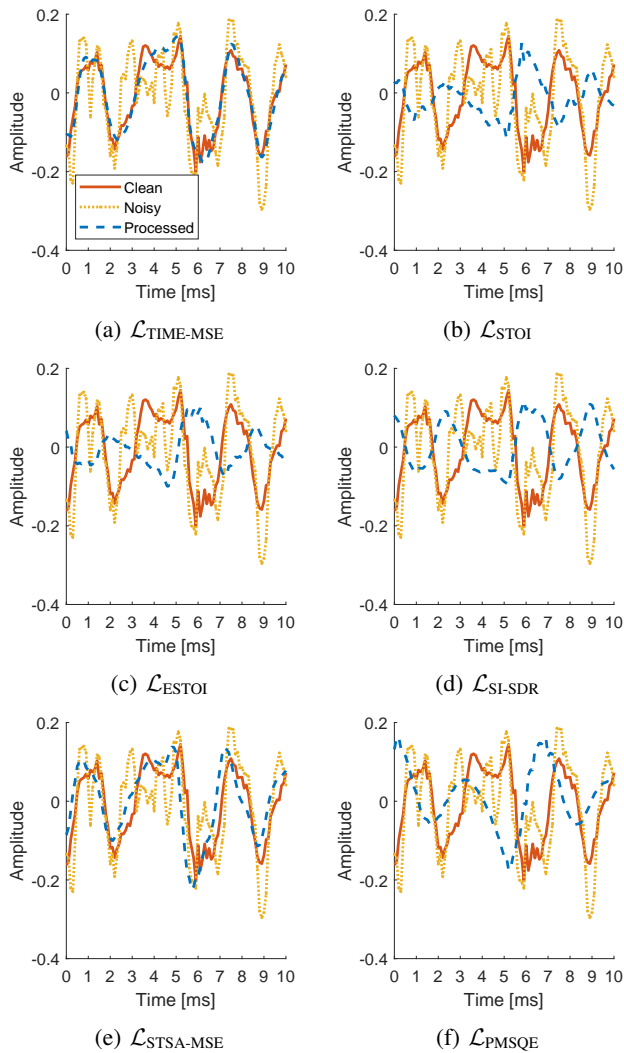 0.2
0
-0.2
-0.4
Amplitude
Clean
Noisy
Processed
0 1 2 3 4 5 6 7 8 9 10
Time [ms]
(a) ℒTIME-MSE
0.2
0
-0.2
-0.4
Amplitude
0 1 2 3 4 5 6 7 8 9 10
Time [ms]
(b) ℒSTOI
0.2
0
-0.2
-0.4
Amplitude
0 1 2 3 4 5 6 7 8 9 10
Time [ms]
(c) ℒESTOI
0.2
0
-0.2
-0.4
Amplitude
0 1 2 3 4 5 6 7 8 9 10
Time [ms]
(d) ℒSI-SDR
0.2
0
-0.2
-0.4
Amplitude
0 1 2 3 4 5 6 7 8 9 10
Time [ms]
(e) ℒSTSA-MSE
0.2
0
-0.2
-0.4
Amplitude
0 1 2 3 4 5 6 7 8 9 10
Time [ms]
(f) ℒPMSQE